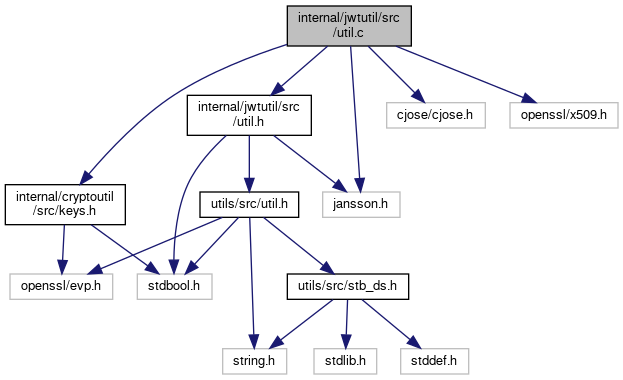 internal/jwtutil/src
/util.c
internal/jwtutil/src
/util.h
cjose/cjose.h
openssl/x509.h
internal/cryptoutil
/src/keys.h
utils/src/util.h
jansson.h
openssl/evp.h
stdbool.h
utils/src/stb_ds.h
string.h
stdlib.h
stddef.h